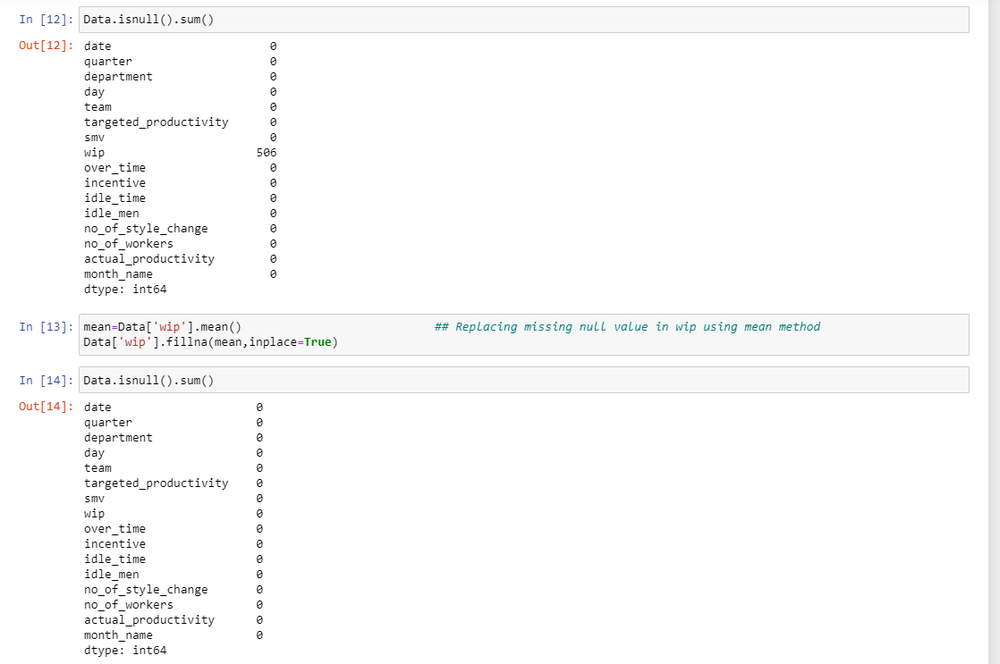 In [12]: Data.isnull().sum()
Out[12]: date 0
quarter 0
department 0
day 0
team 0
targeted_productivity 0
smv 0
wip 506
over_time 0
incentive 0
idle_time 0
idle_men 0
no_of_style_change 0
no_of_workers 0
actual_productivity 0
month_name 0
dtype: int64
In [13]: mean=Data['wip'].mean() ## Replacing missing null value in wip using mean method
Data['wip'].fillna(mean,inplace=True)
In [14]: Data.isnull().sum()
Out[14]: date 0
quarter 0
department 0
day 0
team 0
targeted_productivity 0
smv 0
wip 0
over_time 0
incentive 0
idle_time 0
idle_men 0
no_of_style_change 0
no_of_workers 0
actual_productivity 0
month_name 0
dtype: int64